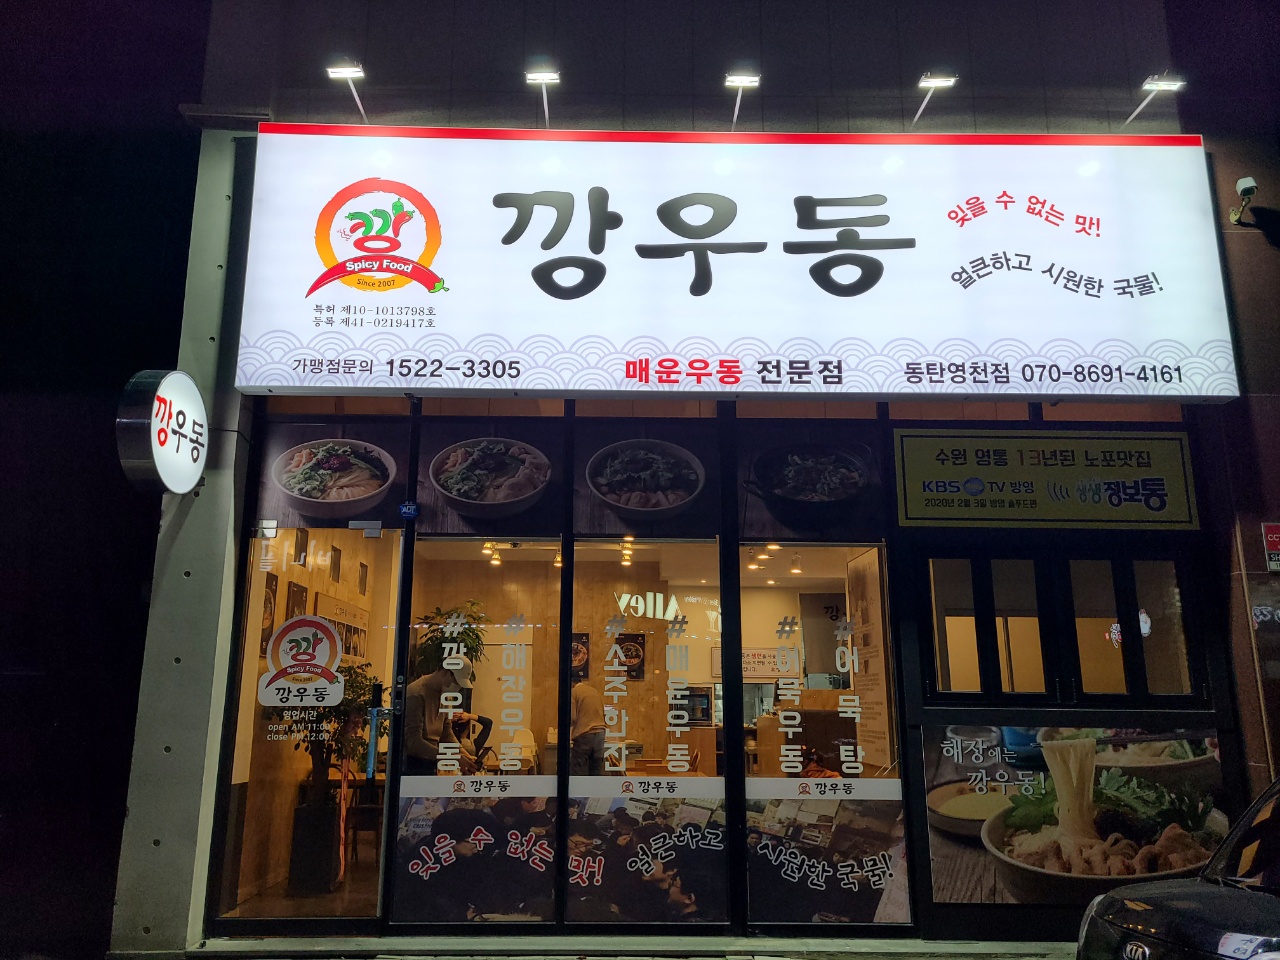 깡
Spicy Food
Since 2007
특허 제10-1013798호
등록 제41-0219417호
깡우동
잊을 수 없는 맛!
얼큰하고 시원한 국물!
가맹점문의 1522-3305
매운우동 전문점
동탄영천점 070-8691-4161
깡우동
수원 영통 13년된 노포맛집
KBS TV 방영 생생정보통
2020년 2월 3일 방영
깡
Spicy Food
Since 2007
깡우동
영업시간
open AM 11:00
close PM 12:00
#깡우동
#해장우동
#소주한잔
#매운우동
#어묵우동
#어묵탕
Alley
깡우동
깡우동
깡우동
잊을 수 없는 맛!
얼큰하고
시원한 국물!
해장에는
깡우동!
KIA